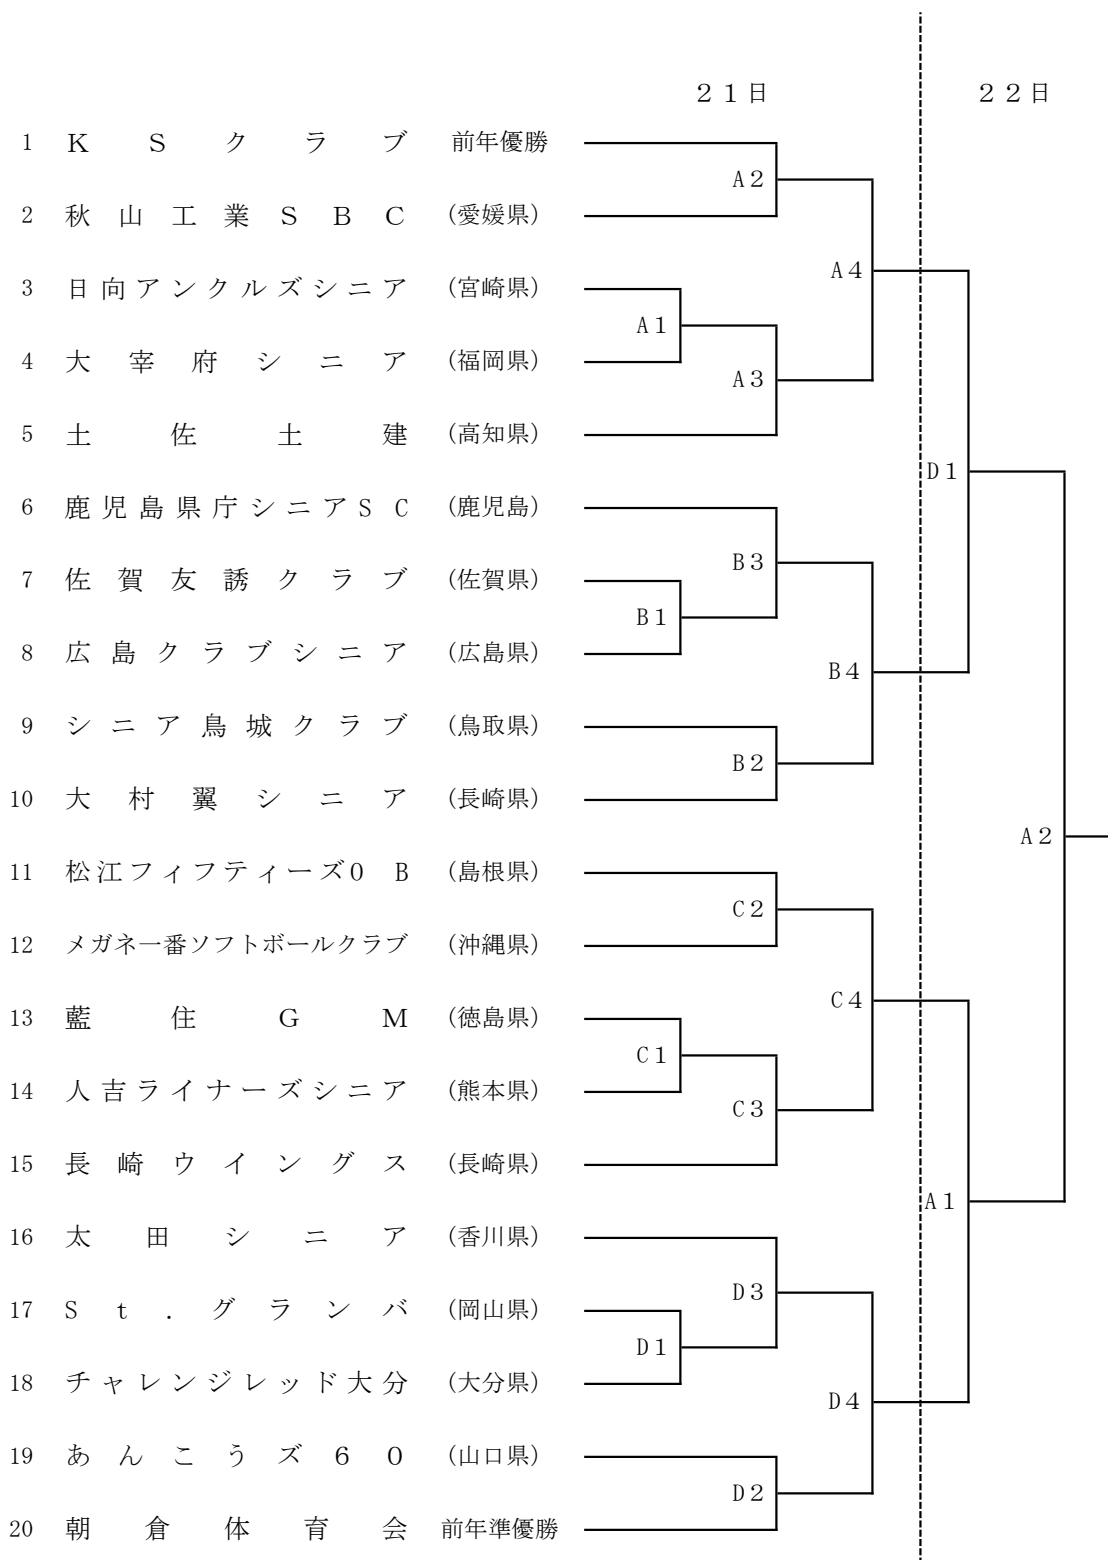 ２１日 ２２日
1 ＫＳクラブ 前年優勝
A２
2 秋山工業ＳＢＣ (愛媛県)
A４
3 日向アンクルズシニア (宮崎県)
A１
4 大宰府シニア (福岡県)
A３
5 土佐土建 (高知県)
D１
6 鹿児島県庁シニアSC (鹿児島)
B３
7 佐賀友誘クラブ (佐賀県)
B１
8 広島クラブシニア (広島県)
B４
9 シニア鳥城クラブ (鳥取県)
B２
10 大村翼シニア (長崎県)
A２
11 松江フィフティーズ0B (島根県)
C２
12 メガネ一番ソフトボールクラブ (沖縄県)
C４
13 藍住ＧＭ (徳島県)
C１
14 人吉ライナーズシニア (熊本県)
C３
15 長崎ウイングス (長崎県)
A１
16 太田シニア (香川県)
D３
17 St.グランパ (岡山県)
D１
18 チャレンジレッド大分 (大分県)
D４
19 あんこうズ６０ (山口県)
D２
20 朝倉体育会 前年準優勝